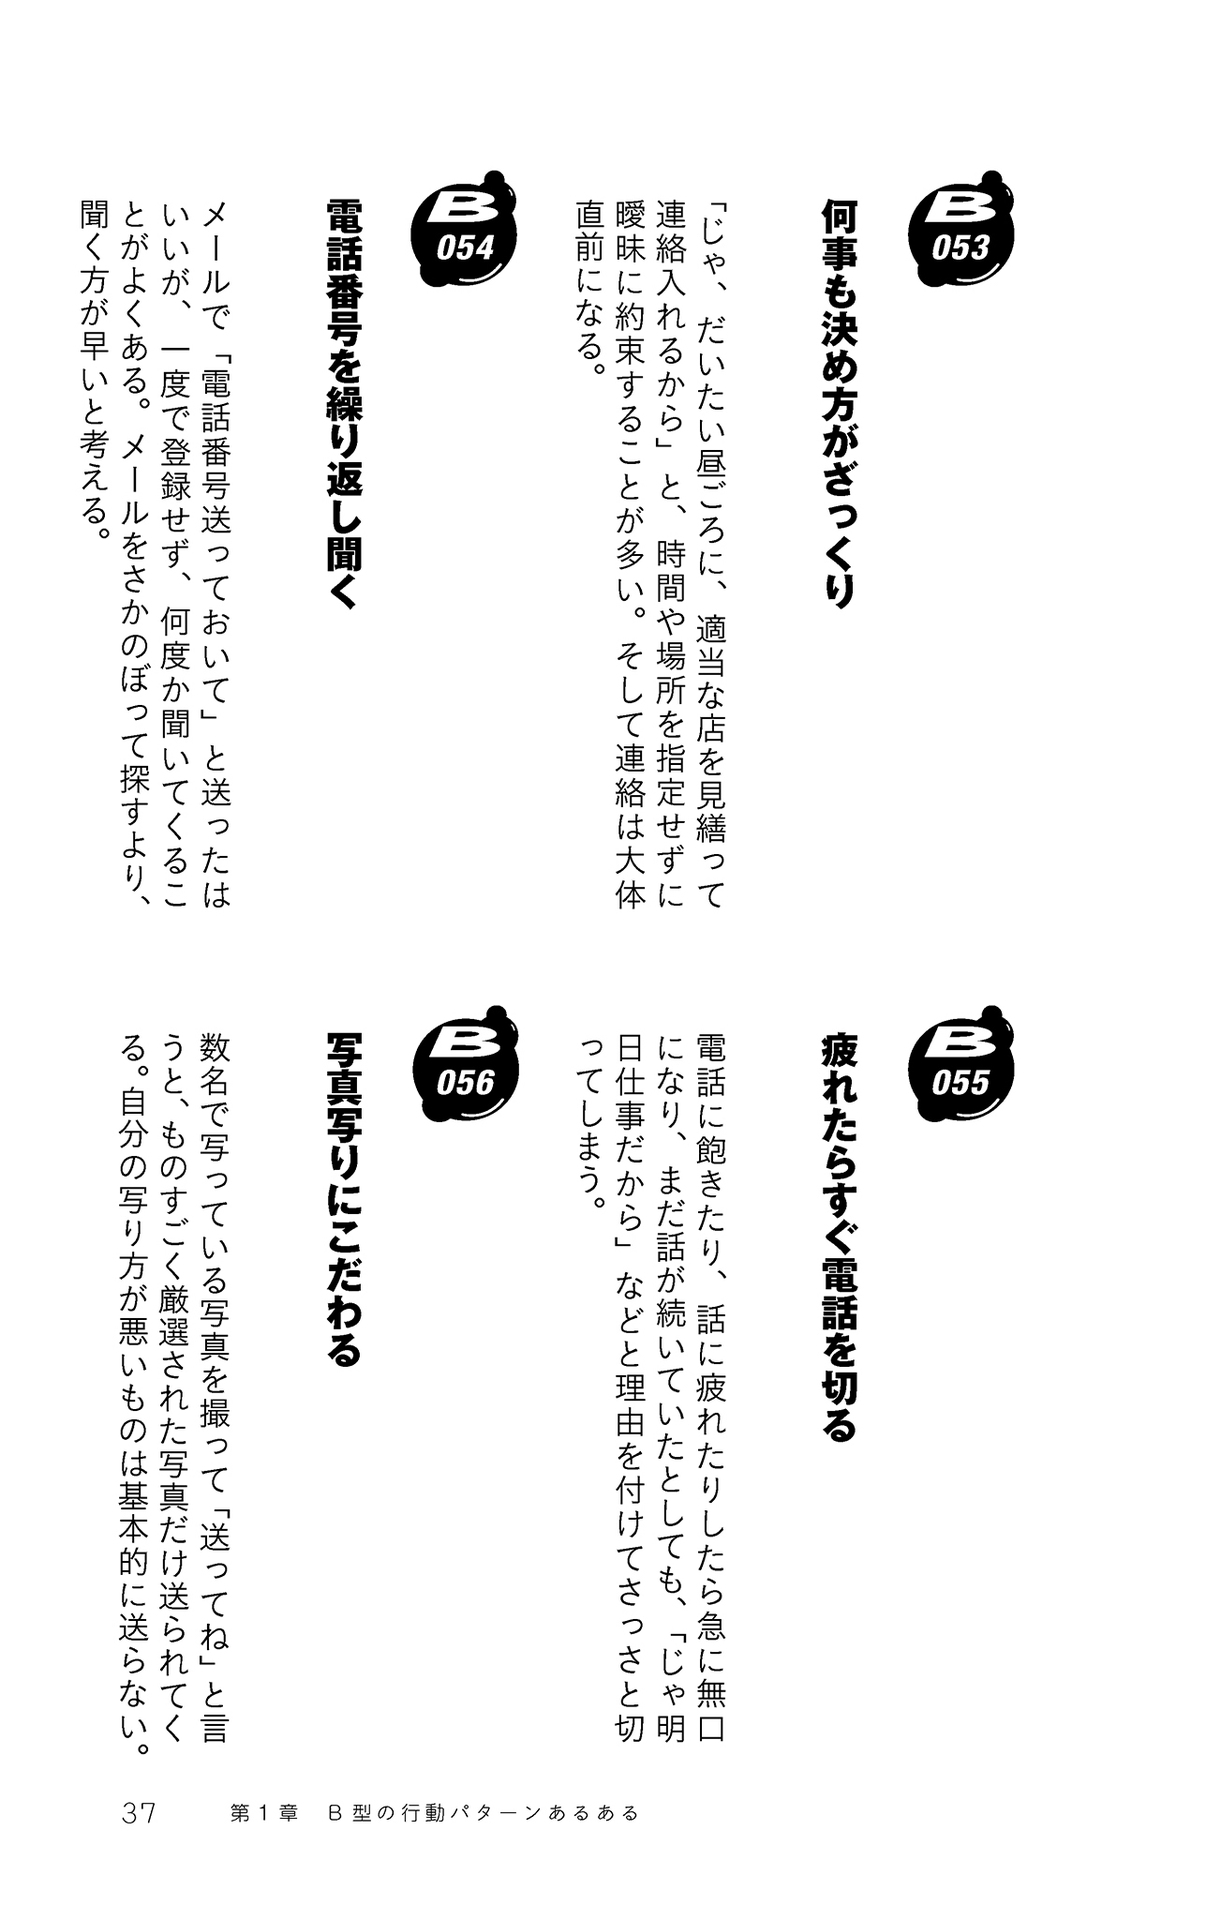 B
053
何事も決め方がざっくり
「じゃ、だいたい昼ごろに、適当な店を見繕って
連絡入れるから」と、時間や場所を指定せずに
曖昧に約束することが多い。そして連絡は大体
直前になる。
B
054
電話番号を繰り返し聞く
メールで「電話番号送っておいて」と送ったは
いいが、一度で登録せず、何度か聞いてくるこ
とがよくある。メールをさかのぼって探すより、
聞く方が早いと考える。
B
055
疲れたらすぐ電話を切る
電話に飽きたり、話に疲れたりしたら急に無口
になり、まだ話が続いていたとしても、「じゃ明
日仕事だから」などと理由を付けてさっさと切
ってしまう。
B
056
写真写りにこだわる
数名で写っている写真を撮って「送ってね」と言
うと、ものすごく厳選された写真だけ送られてく
る。自分の写り方が悪いものは基本的に送らない。
37 第1章 B型の行動パターンあるある